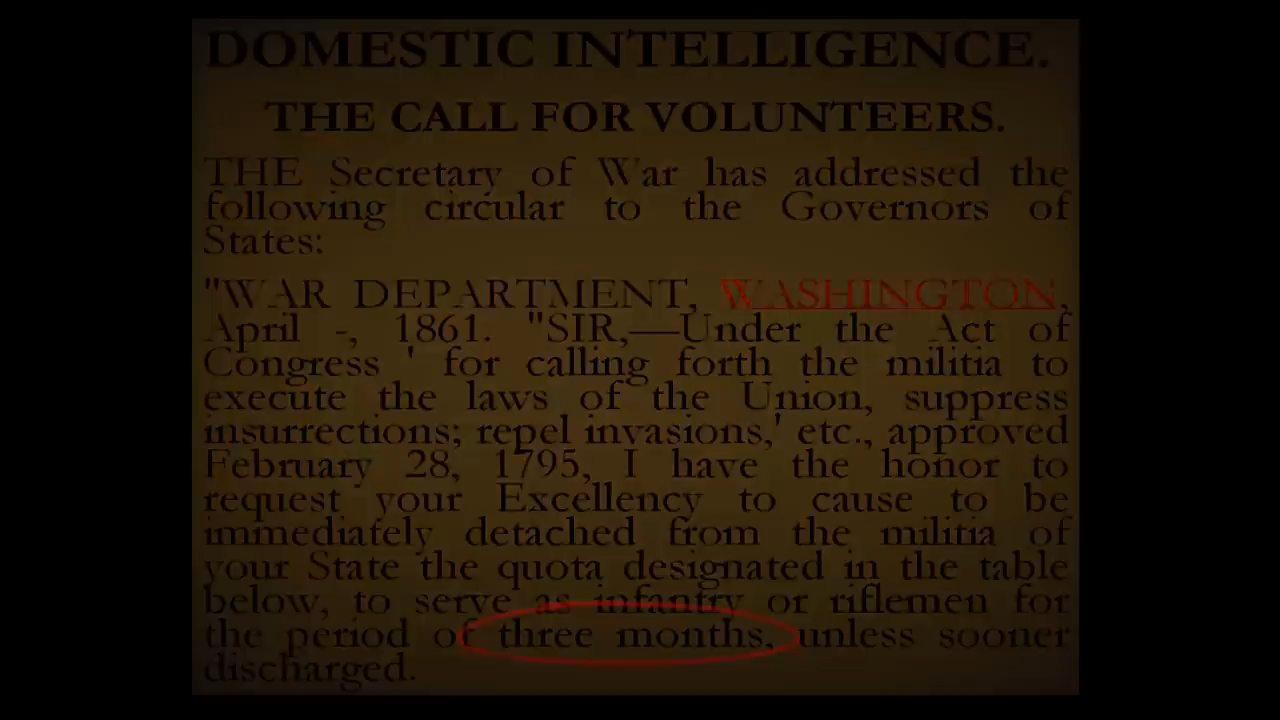 DOMESTIC INTELLIGENCE.
THE CALL FOR VOLUNTEERS.
THE Secretary of War has addressed the
following circular to the Governors of
States:
"WAR DEPARTMENT, WASHINGTON,
April -, 1861. "SIR,—Under the Act of
Congress ' for calling forth the militia to
execute the laws of the Union, suppress
insurrections; repel invasions,' etc., approved
February 28, 1795, I have the honor to
request your Excellency to cause to be
immediately detached from the militia of
your State the quota designated in the table
below, to serve as infantry or riflemen for
the period of three months, unless sooner
discharged.